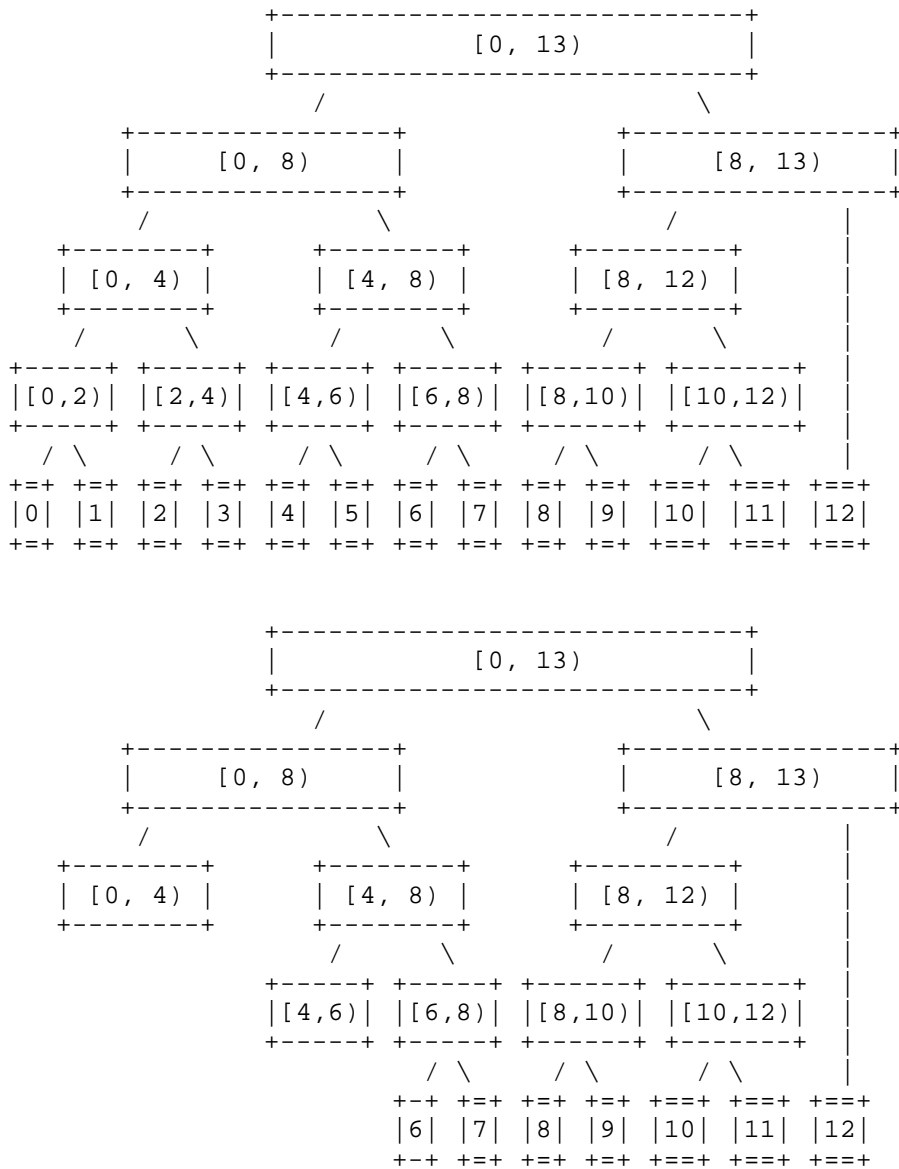 [0, 13)
[0, 8) [8, 13)
[0, 4) [4, 8) [8, 12)
[0,2) [2,4) [4,6) [6,8) [8,10) [10,12)
0 1 2 3 4 5 6 7 8 9 10 11 12
[0, 13)
[0, 8) [8, 13)
[0, 4) [4, 8) [8, 12)
[4,6) [6,8) [8,10) [10,12)
6 7 8 9 10 11 12